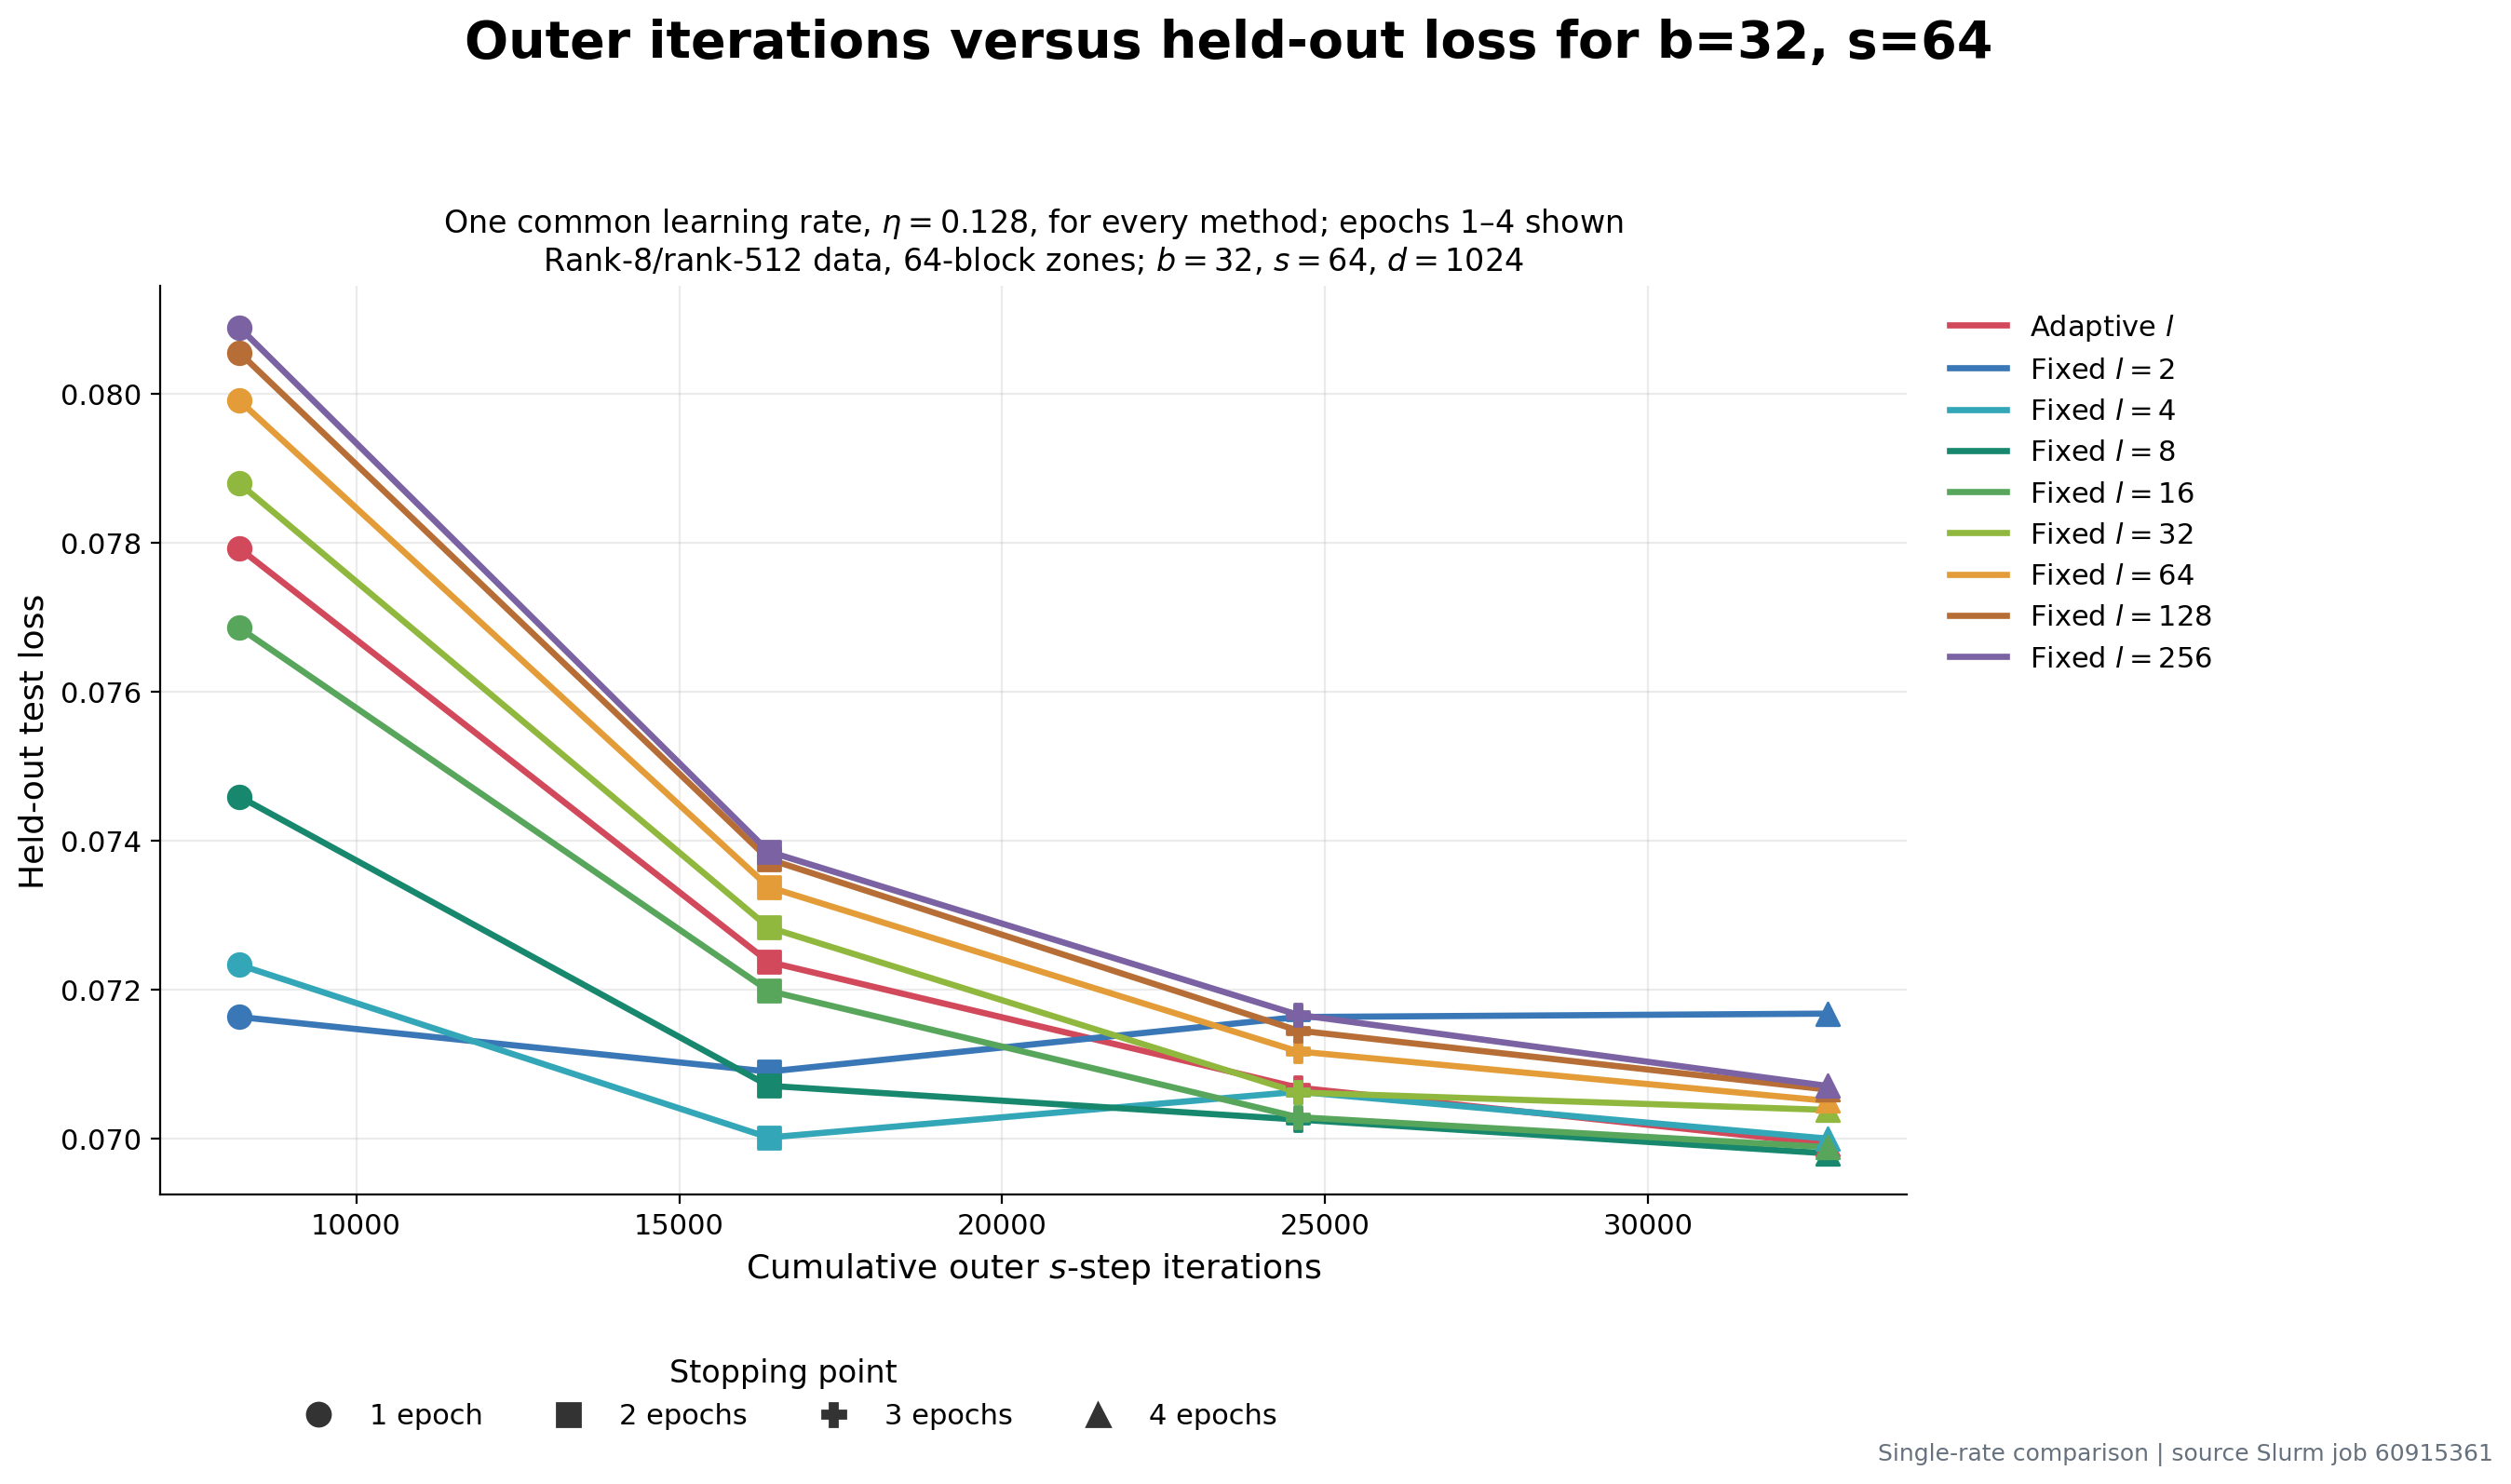 Outer iterations versus held-out loss for b=32, s=64
One common learning rate, η = 0.128, for every method; epochs 1–4 shown
Rank-8/rank-512 data, 64-block zones; b = 32, s = 64, d = 1024
Held-out test loss
0.080
0.078
0.076
0.074
0.072
0.070
10000
15000
20000
25000
30000
Cumulative outer s-step iterations
Adaptive l
Fixed l = 2
Fixed l = 4
Fixed l = 8
Fixed l = 16
Fixed l = 32
Fixed l = 64
Fixed l = 128
Fixed l = 256
Stopping point
1 epoch
2 epochs
3 epochs
4 epochs
Single-rate comparison | source Slurm job 60915361